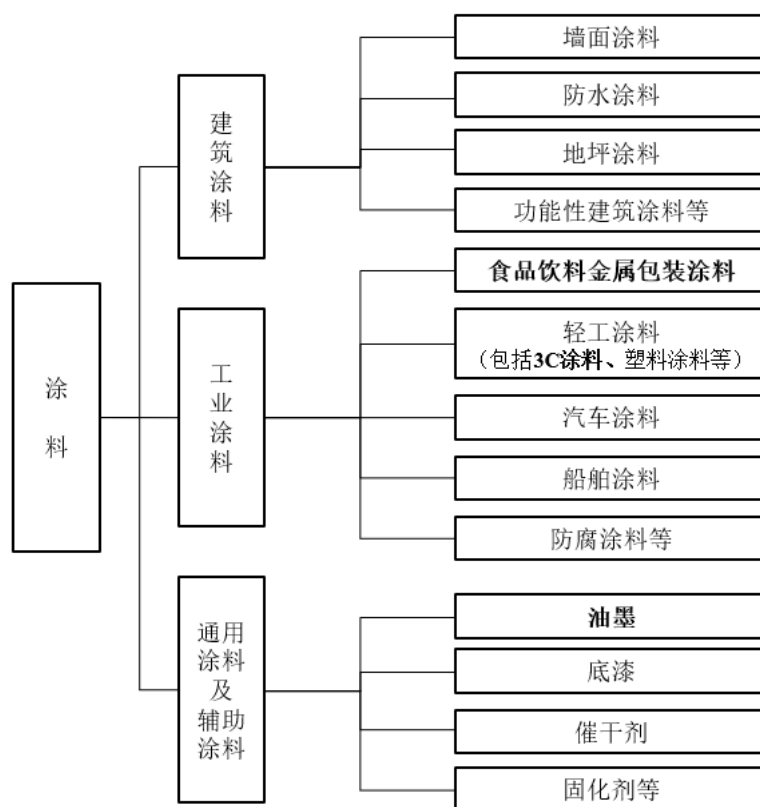 涂料
建筑涂料
墙面涂料
防水涂料
地坪涂料
功能性建筑涂料等
工业涂料
食品饮料金属包装涂料
轻工涂料
（包括3C涂料、塑料涂料等）
汽车涂料
船舶涂料
防腐涂料等
通用
涂料
及
辅助
涂料
油墨
底漆
催干剂
固化剂等